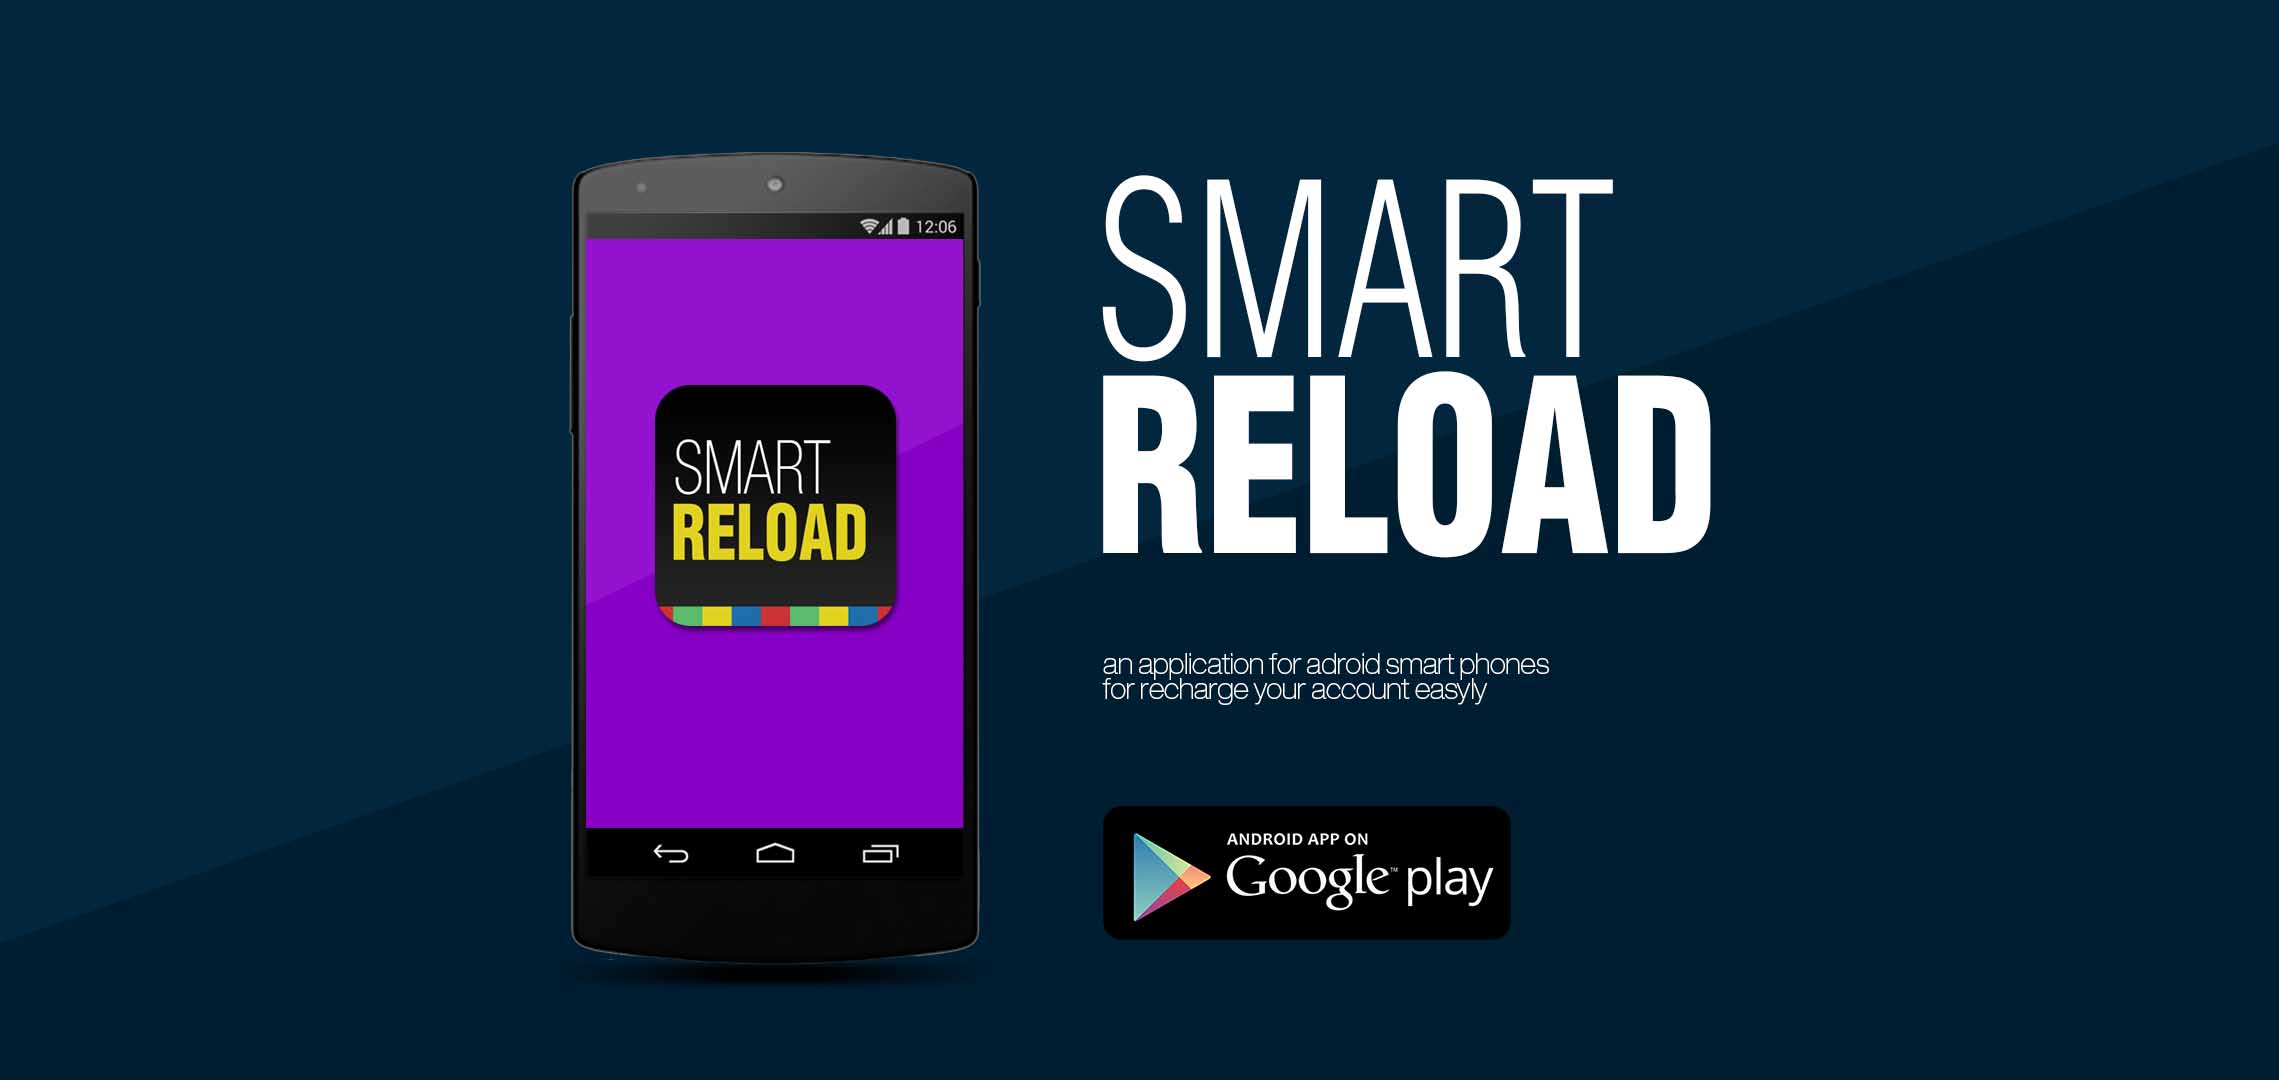 12:06
SMART
RELOAD
SMART
RELOAD
an application for adroid smart phones
for recharge your account easyly
ANDROID APP ON
Google™ play